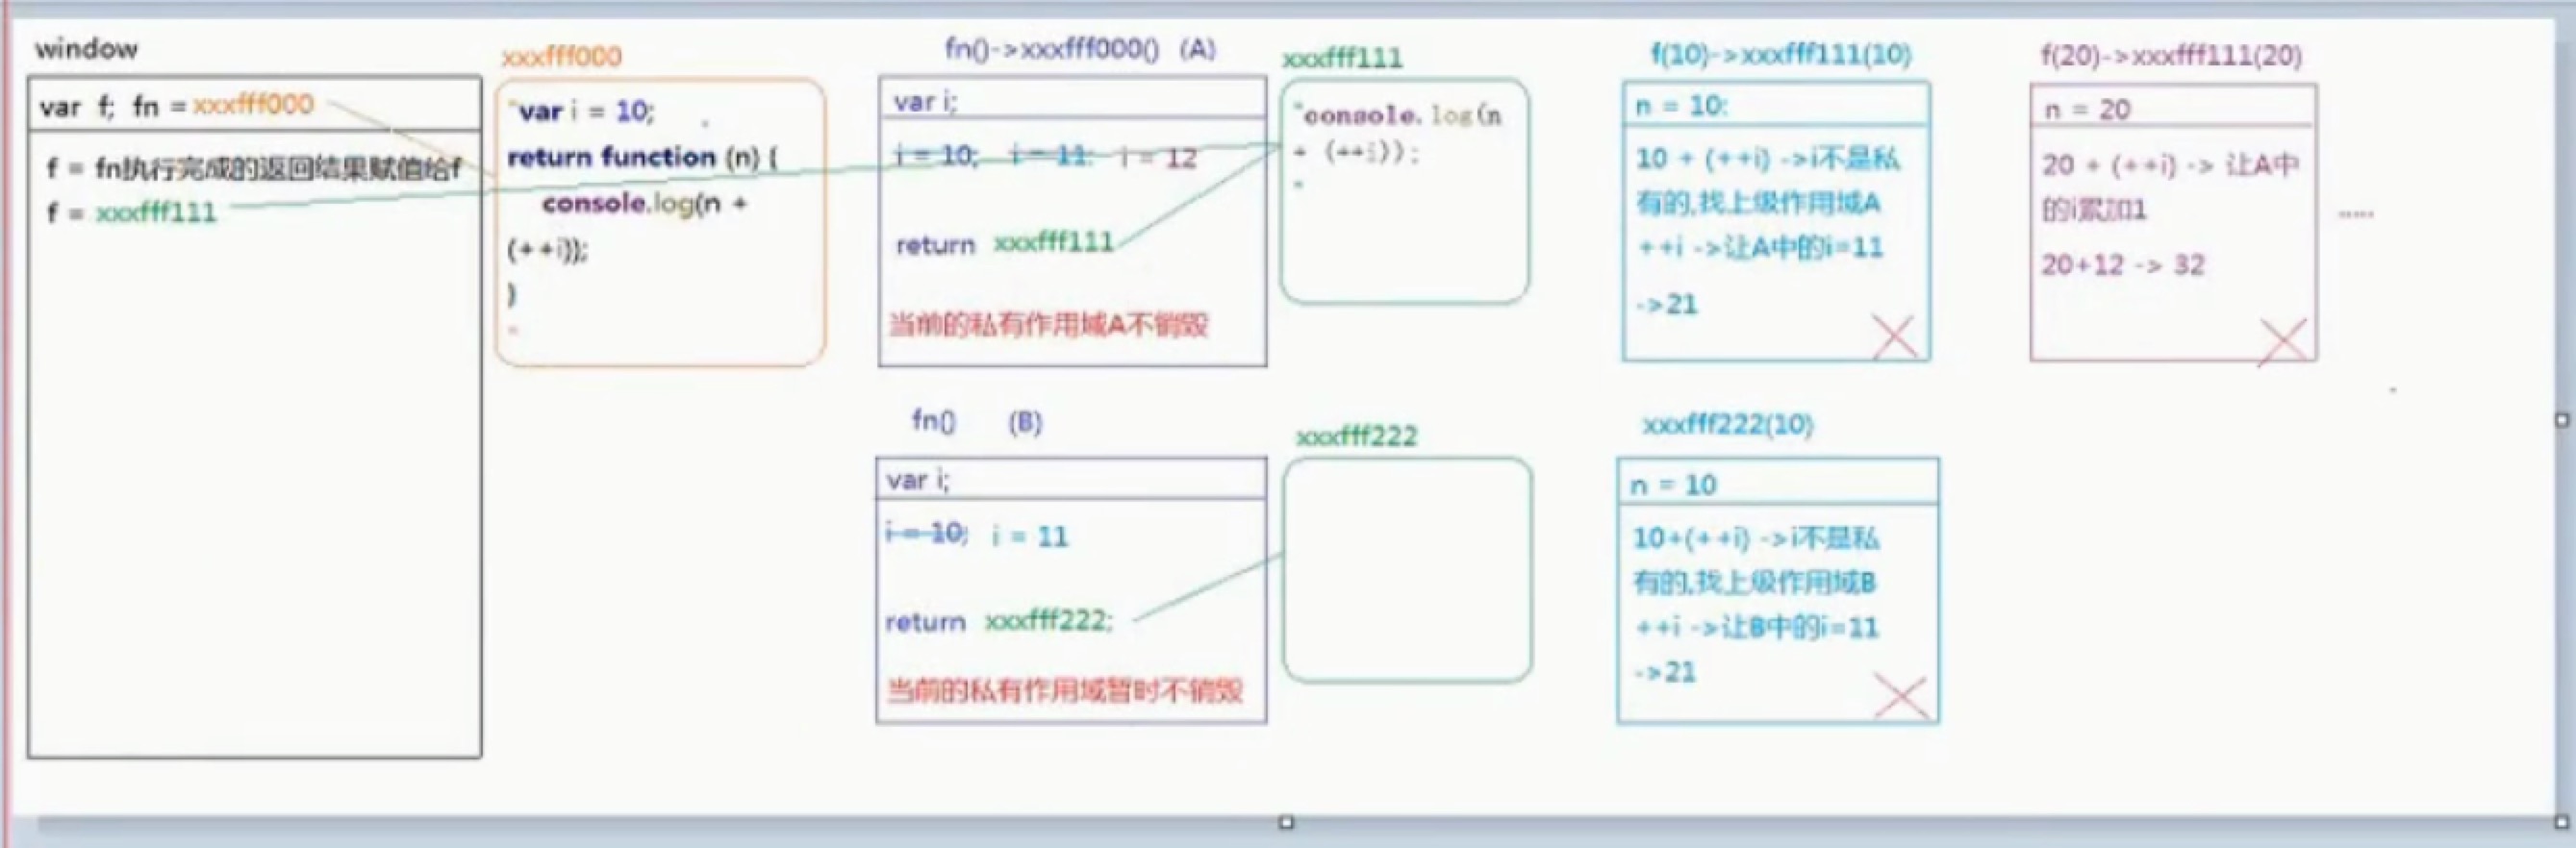 window
var f; fn = xxxfff000
f = fn执行完成的返回结果赋值给f
f = xxxfff111
xxxfff000
"var i = 10;
return function (n) {
console.log(n +
(++i));
}
"
fn()->xxxfff000() (A)
var i;
i = 10; i = 11; i = 12
return xxxfff111
当前的私有作用域A不销毁
xxxfff111
"console.log(n
+ (++i));
"
f(10)->xxxfff111(10)
n = 10;
10 + (++i) ->i不是私
有的,找上级作用域A
++i ->让A中的i=11
->21
f(20)->xxxfff111(20)
n = 20
20 + (++i) -> 让A中
的i累加1
20+12 -> 32
......
fn() (B)
var i;
i = 10; i = 11
return xxxfff222;
当前的私有作用域暂时不销毁
xxxfff222
xxxfff222(10)
n = 10
10+(++i) ->i不是私
有的,找上级作用域B
++i ->让B中的i=11
->21